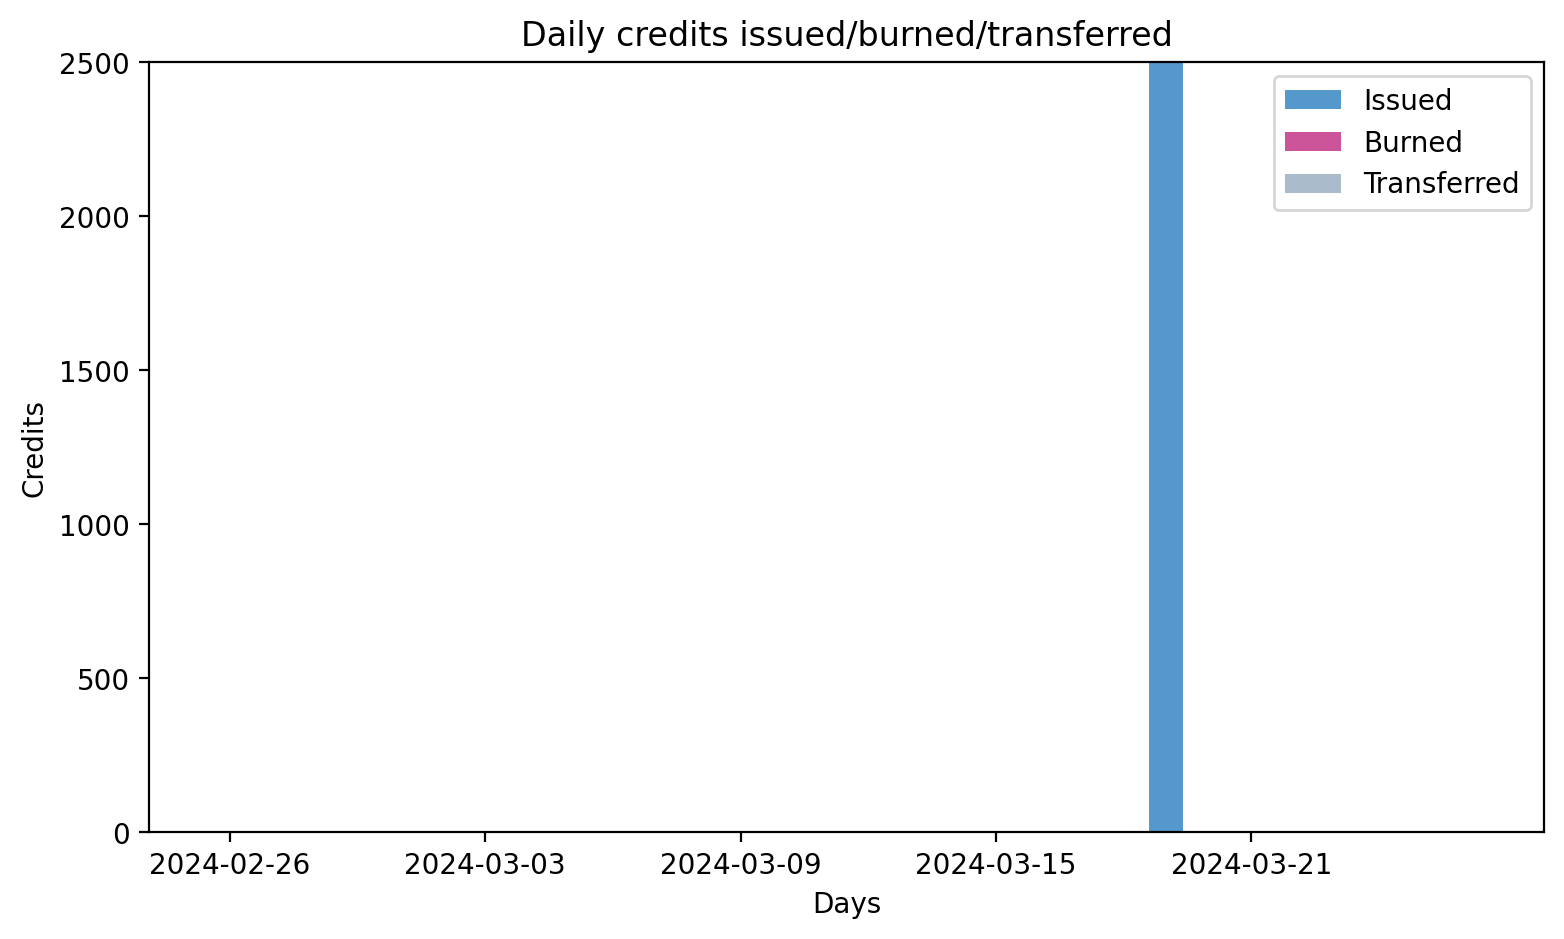 Daily credits issued/burned/transferred
2500
2000
1500
1000
500
0
Credits
Issued
Burned
Transferred
2024-02-26
2024-03-03
2024-03-09
2024-03-15
2024-03-21
Days